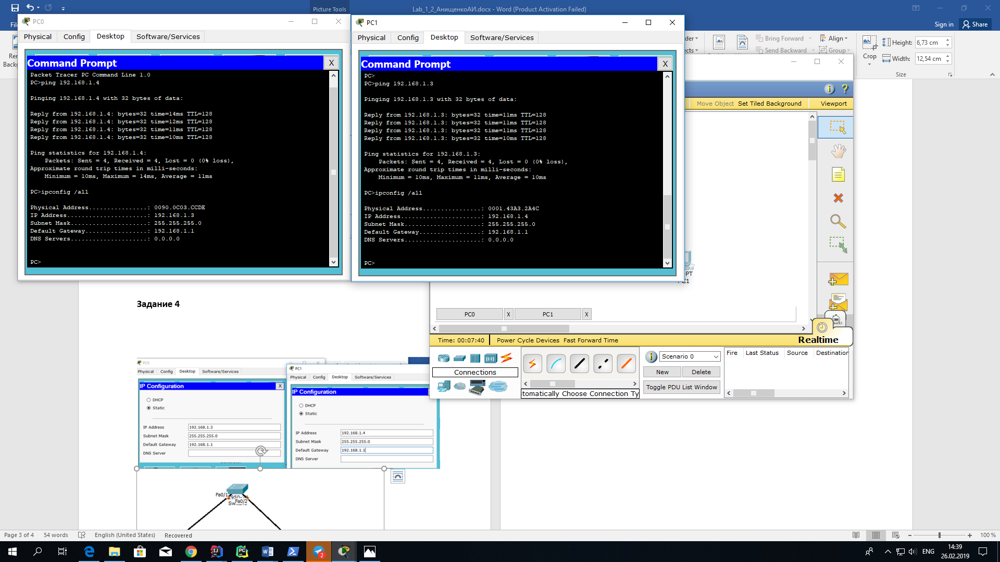 Picture Tools
Lab_1_2_АнищенкоАИ.docx - Word (Product Activation Failed)
Sign in
Share
Bring Forward
Align
Send Backward
Group
Crop
Height:
6,73 cm
Width:
12,54 cm
Size
PC0
Physical
Config
Desktop
Software/Services
Command Prompt
X
Packet Tracer PC Command Line 1.0
PC>ping 192.168.1.4
Pinging 192.168.1.4 with 32 bytes of data:
Reply from 192.168.1.4: bytes=32 time=14ms TTL=128
Reply from 192.168.1.4: bytes=32 time=12ms TTL=128
Reply from 192.168.1.4: bytes=32 time=11ms TTL=128
Reply from 192.168.1.4: bytes=32 time=10ms TTL=128
Ping statistics for 192.168.1.4:
Packets: Sent = 4, Received = 4, Lost = 0 (0% loss),
Approximate round trip times in milli-seconds:
Minimum = 10ms, Maximum = 14ms, Average = 11ms
PC>ipconfig /all
Physical Address................: 0090.0C03.CCDE
IP Address......................: 192.168.1.3
Subnet Mask.....................: 255.255.255.0
Default Gateway.................: 192.168.1.1
DNS Servers.....................: 0.0.0.0
PC>
PC1
Physical
Config
Desktop
Software/Services
Command Prompt
X
PC>
PC>ping 192.168.1.3
Pinging 192.168.1.3 with 32 bytes of data:
Reply from 192.168.1.3: bytes=32 time=11ms TTL=128
Reply from 192.168.1.3: bytes=32 time=11ms TTL=128
Reply from 192.168.1.3: bytes=32 time=11ms TTL=128
Reply from 192.168.1.3: bytes=32 time=10ms TTL=128
Ping statistics for 192.168.1.3:
Packets: Sent = 4, Received = 4, Lost = 0 (0% loss),
Approximate round trip times in milli-seconds:
Minimum = 10ms, Maximum = 11ms, Average = 10ms
PC>ipconfig /all
Physical Address................: 0001.43A3.2A4C
IP Address......................: 192.168.1.4
Subnet Mask.....................: 255.255.255.0
Default Gateway.................: 192.168.1.1
DNS Servers.....................: 0.0.0.0
PC>
Move Object
Set Tiled Background
Viewport
PC0
X
PC1
X
Time: 00:07:40
Power Cycle Devices
Fast Forward Time
Realtime
Connections
tomatically Choose Connection Ty
Scenario 0
New
Delete
Toggle PDU List Window
Fire
Last Status
Source
Destination
Задание 4
PC0
Physical
Config
Desktop
Software/Services
IP Configuration
X
DHCP
Static
IP Address
192.168.1.3
Subnet Mask
255.255.255.0
Default Gateway
192.168.1.1
DNS Server
PC1
Physical
Config
Desktop
Software/Services
IP Configuration
DHCP
Static
IP Address
192.168.1.4
Subnet Mask
255.255.255.0
Default Gateway
192.168.1.1
DNS Server
Fa0/1
Fa0/2
Page 3 of 4
54 words
English (United States)
Recovered
100 %
2
ENG
14:39
26.02.2019